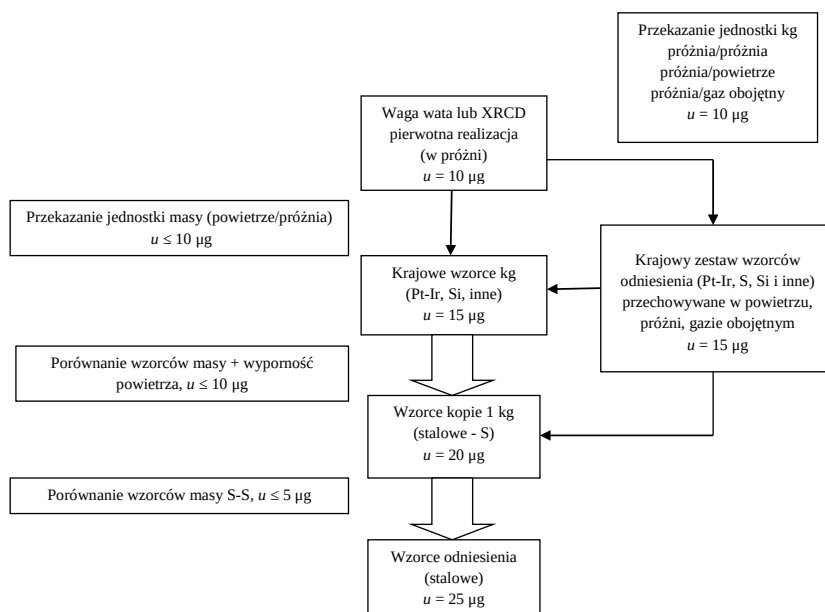 Przekazanie jednostki kg
próżnia/próżnia
próżnia/powietrze
próżnia/gaz obojętny
u = 10 μg
Waga wata lub XRCD
pierwotna realizacja
(w próżni)
u = 10 μg
Przekazanie jednostki masy (powietrze/próżnia)
u ≤ 10 μg
Krajowe wzorce kg
(Pt-Ir, Si, inne)
u = 15 μg
Krajowy zestaw wzorców
odniesienia (Pt-Ir, S, Si i inne)
przechowywane w powietrzu,
próżni, gazie obojętnym
u = 15 μg
Porównanie wzorców masy + wyporność
powietrza, u ≤ 10 μg
Wzorce kopie 1 kg
(stalowe - S)
u = 20 μg
Porównanie wzorców masy S-S, u ≤ 5 μg
Wzorce odniesienia
(stalowe)
u = 25 μg